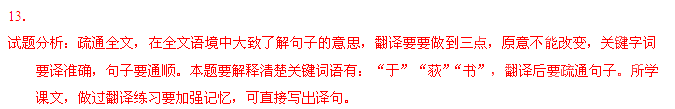 13.
试题分析：疏通全文，在全文语境中大致了解句子的意思，翻译要要做到三点，原意不能改变，关键字词
要译准确，句子要通顺。本题要解释清楚关键词语有：“于”“荻”“书”，翻译后要疏通句子。所学
课文，做过翻译练习要加强记忆，可直接写出译句。